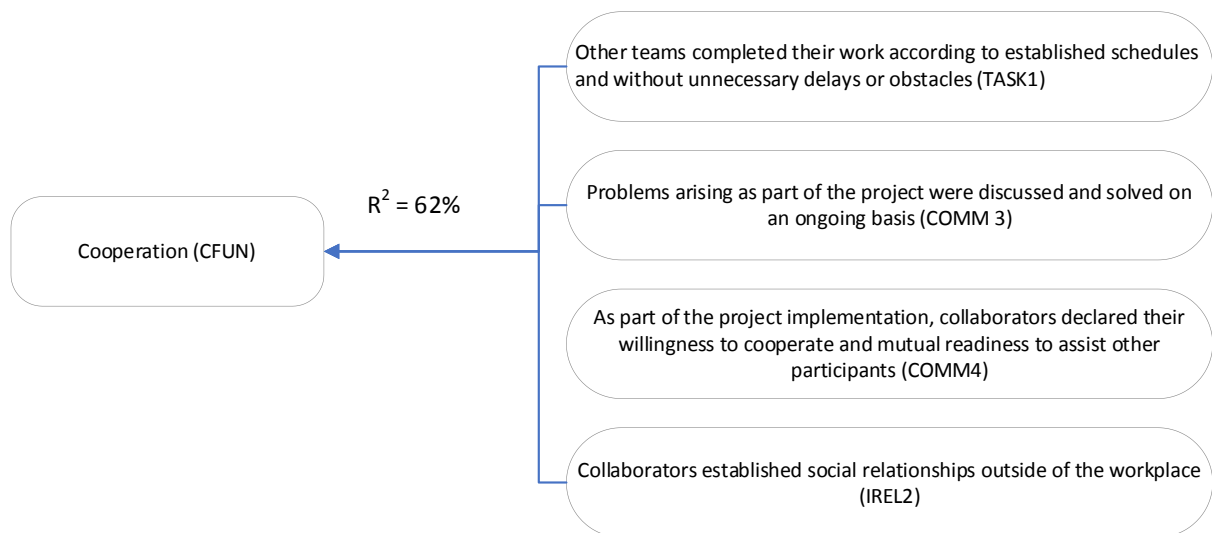 Other teams completed their work according to established schedules
and without unnecessary delays or obstacles (TASK1)
Problems arising as part of the project were discussed and solved on
an ongoing basis (COMM 3)
R² = 62%
Cooperation (CFUN)
As part of the project implementation, collaborators declared their
willingness to cooperate and mutual readiness to assist other
participants (COMM4)
Collaborators established social relationships outside of the workplace
(IREL2)